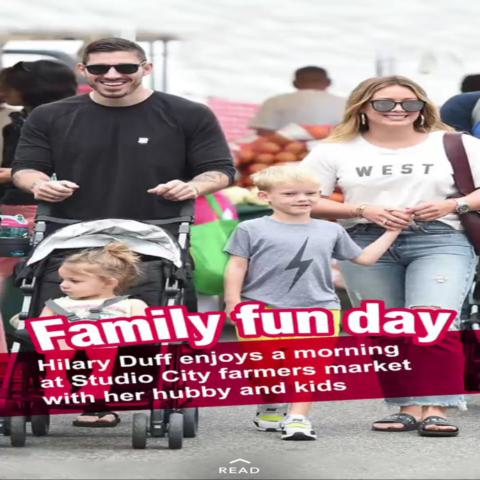 WEST
Family fun day
Hilary Duff enjoys a morning
at Studio City farmers market
with her hubby and kids
READ